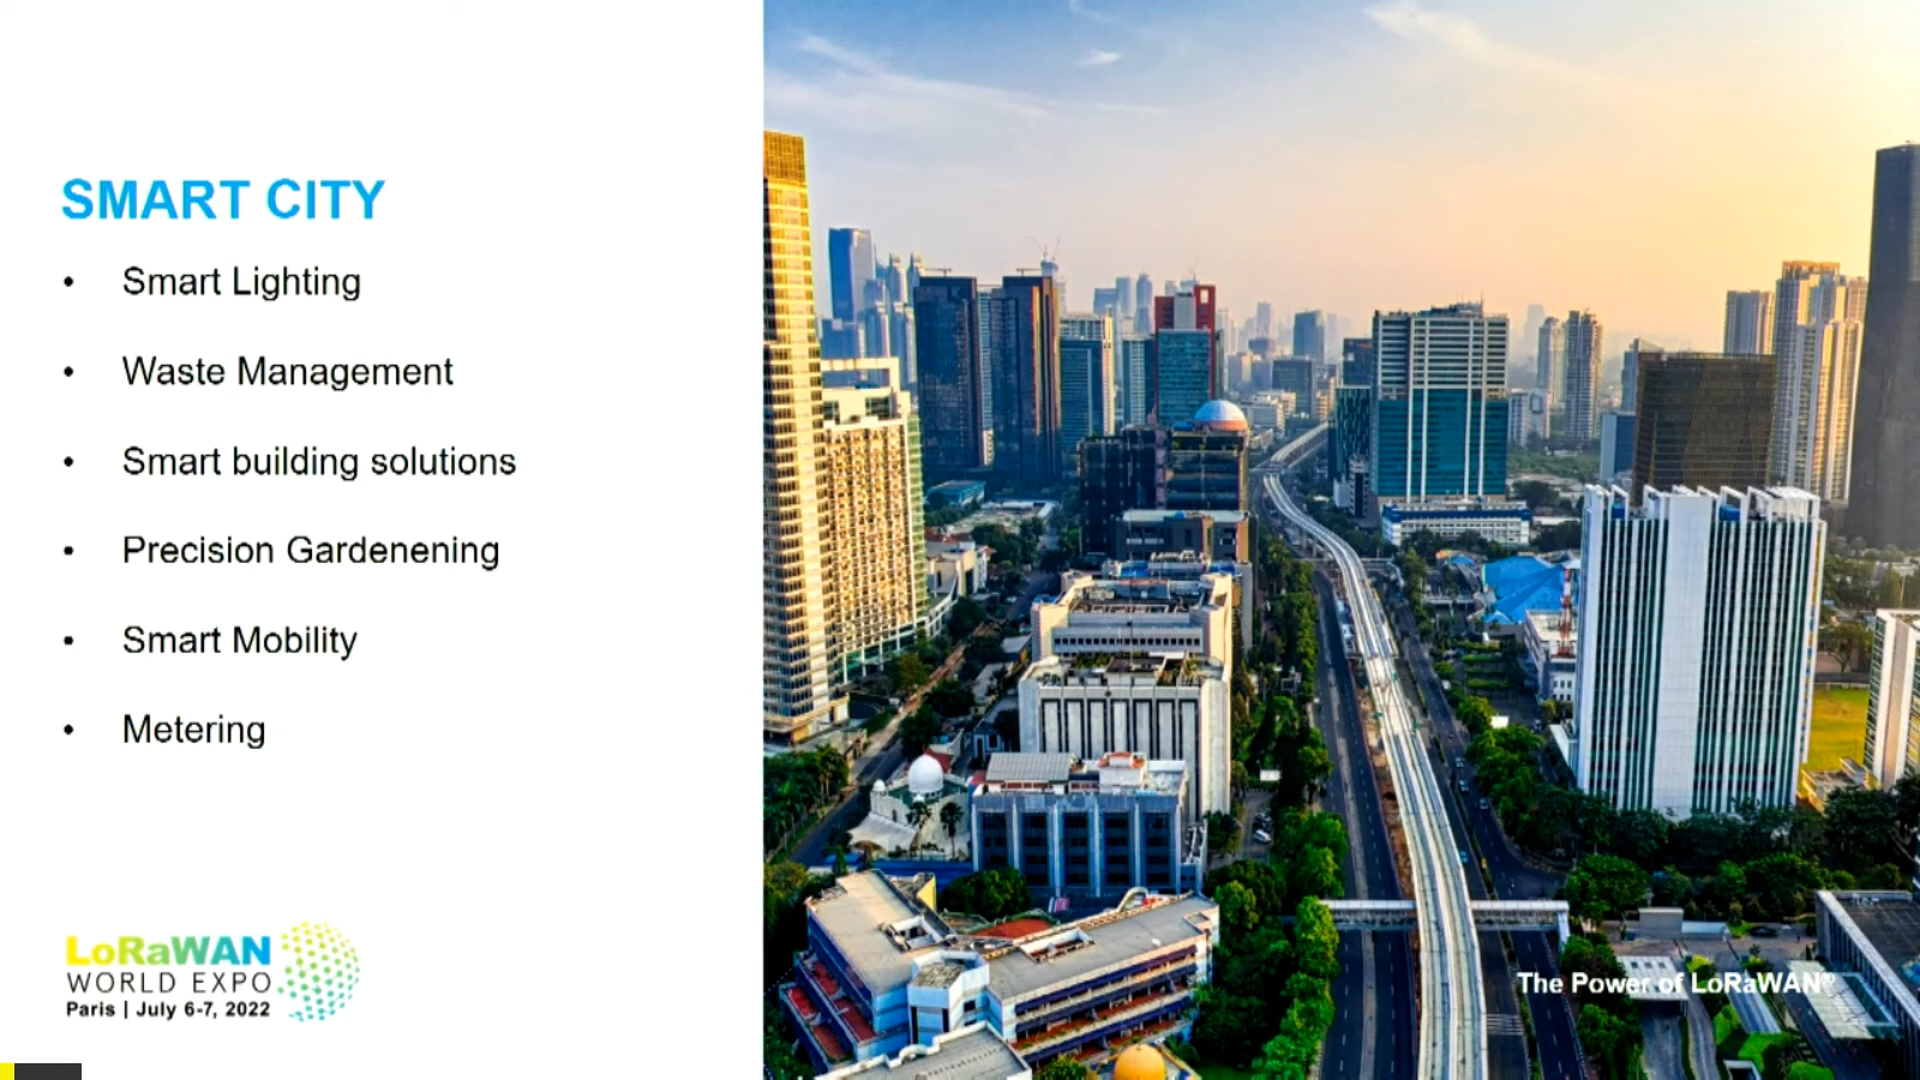 SMART CITY
• Smart Lighting
• Waste Management
• Smart building solutions
• Precision Gardenening
• Smart Mobility
• Metering
LoRaWAN
WORLD EXPO
Paris | July 6-7, 2022
The Power of LoRaWAN®